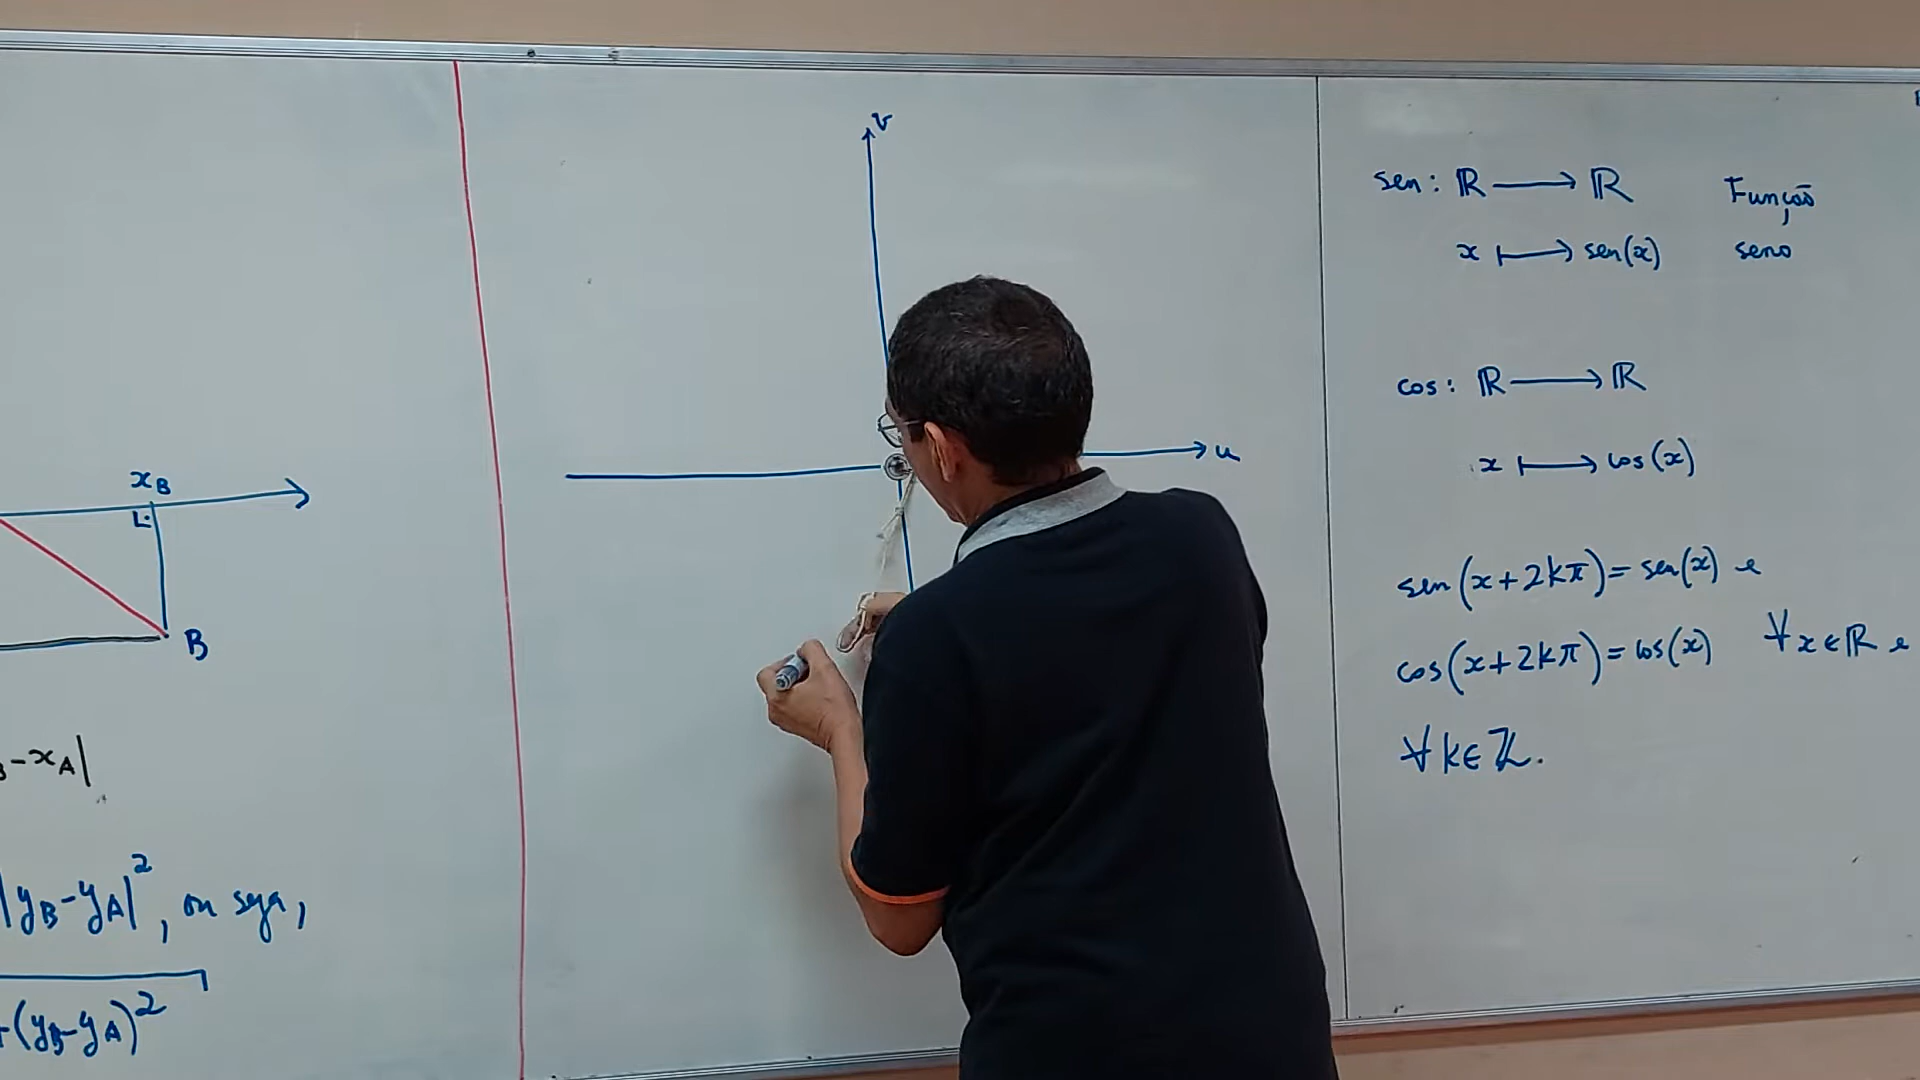 x_B
B
-x_A|
|y_B-y_A|², ou seja,
(y_B-y_A)²
v
u
sen: ℝ ⟶ ℝ Função
x ⟼ sen(x) seno
cos: ℝ ⟶ ℝ
x ⟼ cos(x)
sen(x+2kπ)=sen(x) e
cos(x+2kπ)=cos(x) ∀x∈ℝ e
∀k∈ℤ.